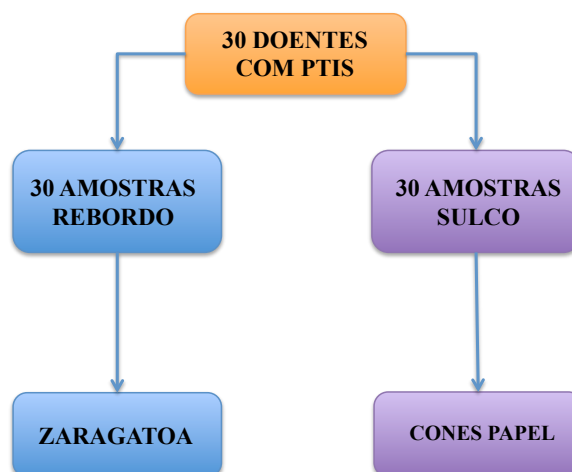 30 DOENTES
COM PTIS
30 AMOSTRAS
REBORDO
30 AMOSTRAS
SULCO
ZARAGATOA
CONES PAPEL